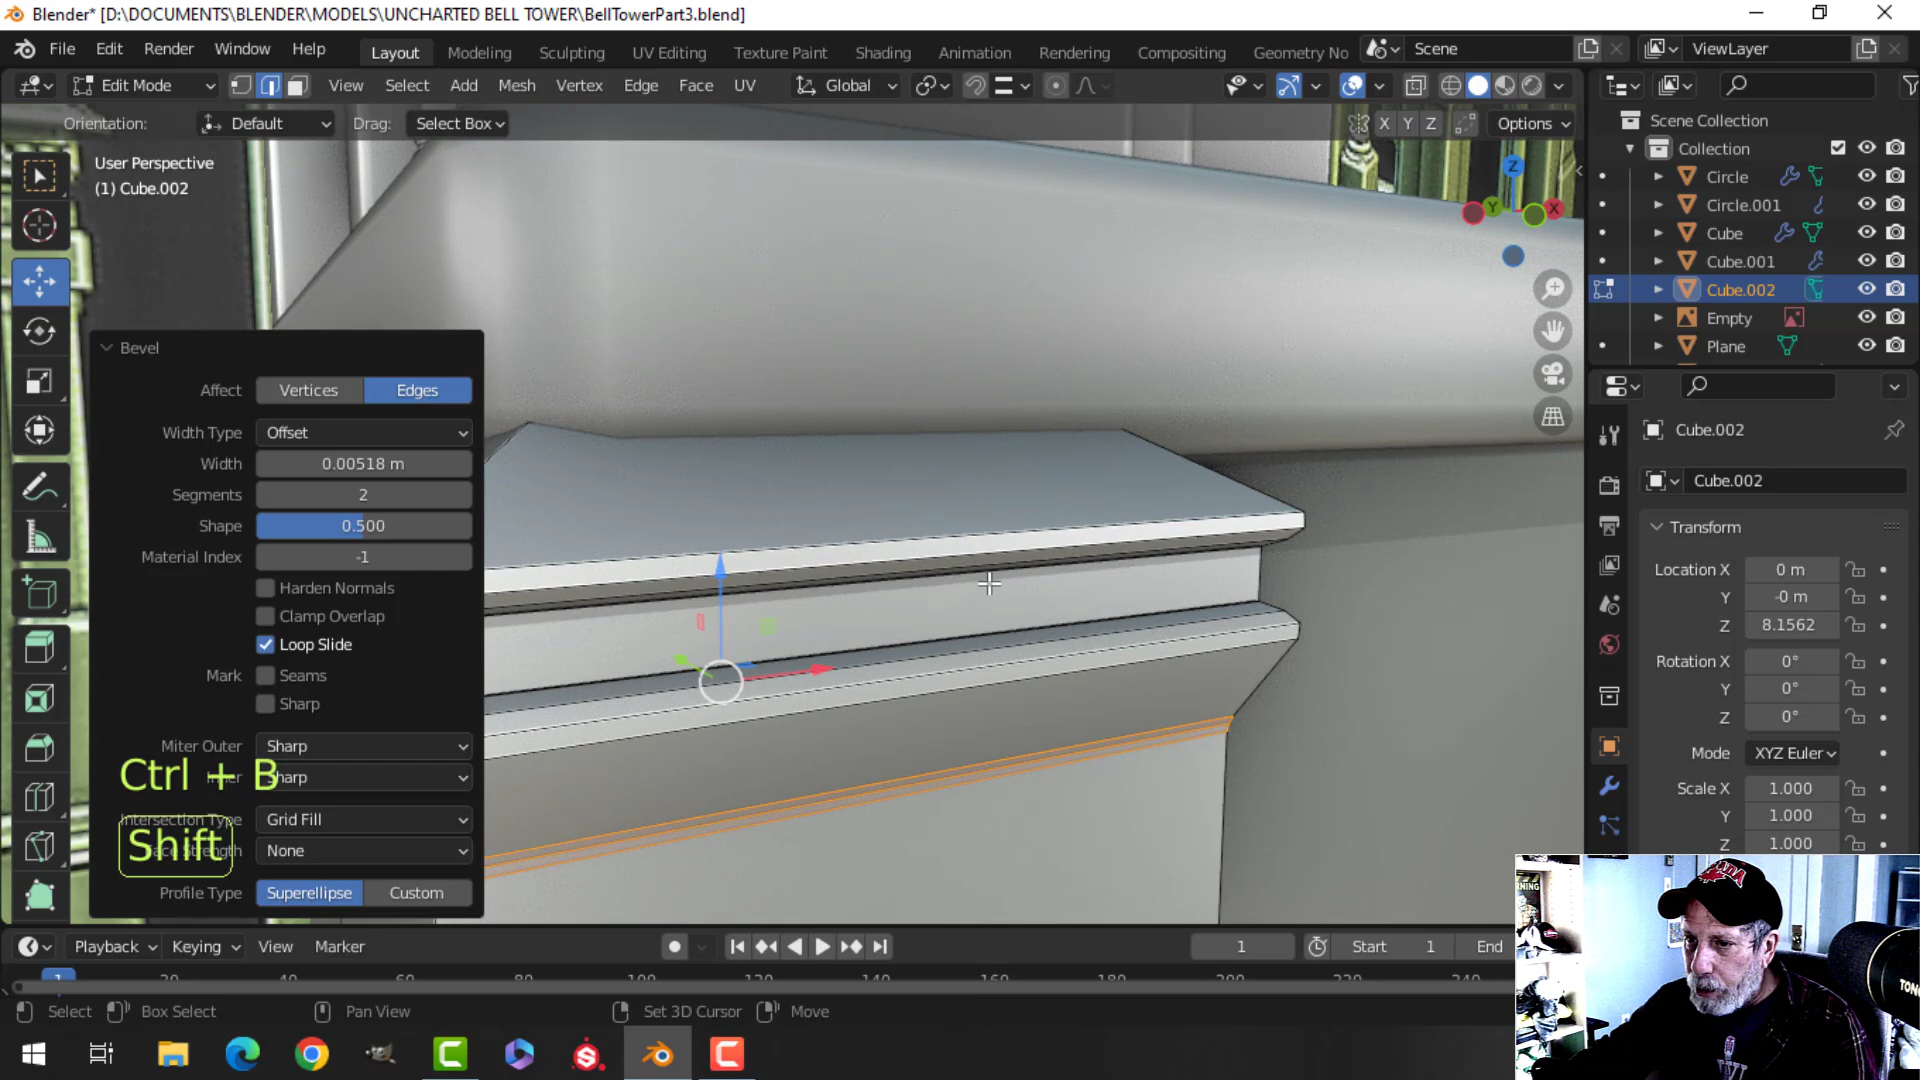 Blender* [D:\DOCUMENTS\BLENDER\MODELS\UNCHARTED BELL TOWER\BellTowerPart3.blend]
File Edit Render Window Help Layout Modeling Sculpting UV Editing Texture Paint Shading Animation Rendering Compositing Geometry No Scene ViewLayer
Edit Mode View Select Add Mesh Vertex Edge Face UV Global
Orientation: Default Drag: Select Box X Y Z Options
User Perspective
(1) Cube.002
Z
Y
X
Scene Collection
Collection
Circle
Circle.001
Cube
Cube.001
Cube.002
Empty
Plane
Bevel
Affect Vertices Edges
Width Type Offset
Width 0.00518 m
Segments 2
Shape 0.500
Material Index -1
Harden Normals
Clamp Overlap
Loop Slide
Mark Seams
Sharp
Miter Outer Sharp
Sharp
Ctrl + B
Intersection Type Grid Fill
None
Shift
Profile Type Superellipse Custom
Cube.002
Cube.002
Transform
Location X 0 m
Y -0 m
Z 8.1562
Rotation X 0°
Y 0°
Z 0°
Mode XYZ Euler
Scale X 1.000
Y 1.000
Z 1.000
Playback Keying View Marker 1 Start 1 End
1
Select Box Select Pan View Set 3D Cursor Move